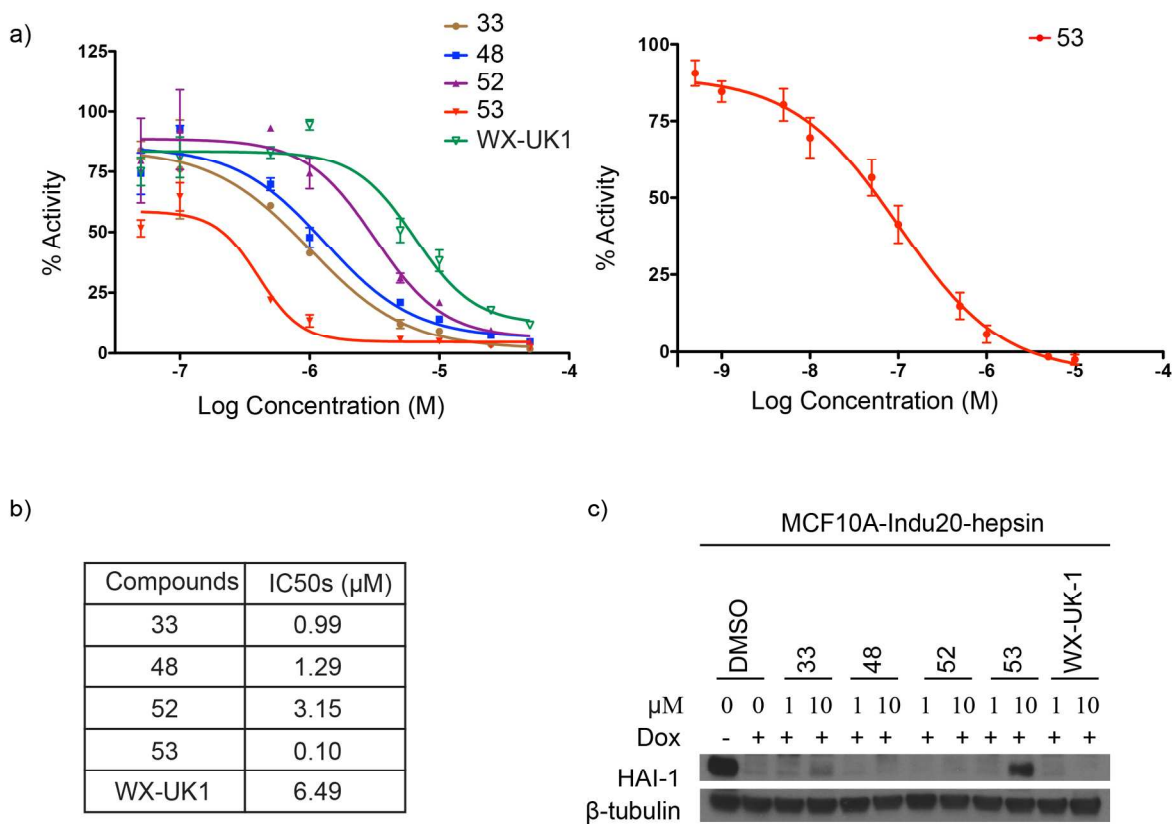 a)
33
48
52
53
WX-UK1
125
100
75
50
25
0
% Activity
-7
-6
-5
-4
Log Concentration (M)
53
100
75
50
25
0
% Activity
-9
-8
-7
-6
-5
-4
Log Concentration (M)
b)
Compounds IC50s (µM)
33 0.99
48 1.29
52 3.15
53 0.10
WX-UK1 6.49
c)
MCF10A-Indu20-hepsin
DMSO 33 48 52 53 WX-UK-1
µM 0 0 1 10 1 10 1 10 1 10 1 10
Dox - + + + + + + + + + + +
HAI-1
β-tubulin